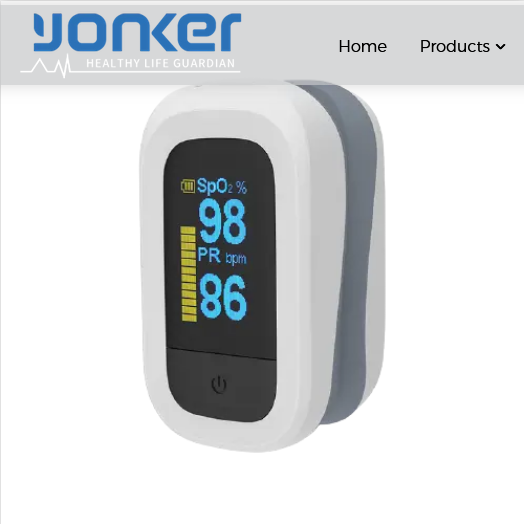 yonker
HEALTHY LIFE GUARDIAN
Home Products
SpO₂ %
98
PR bpm
86